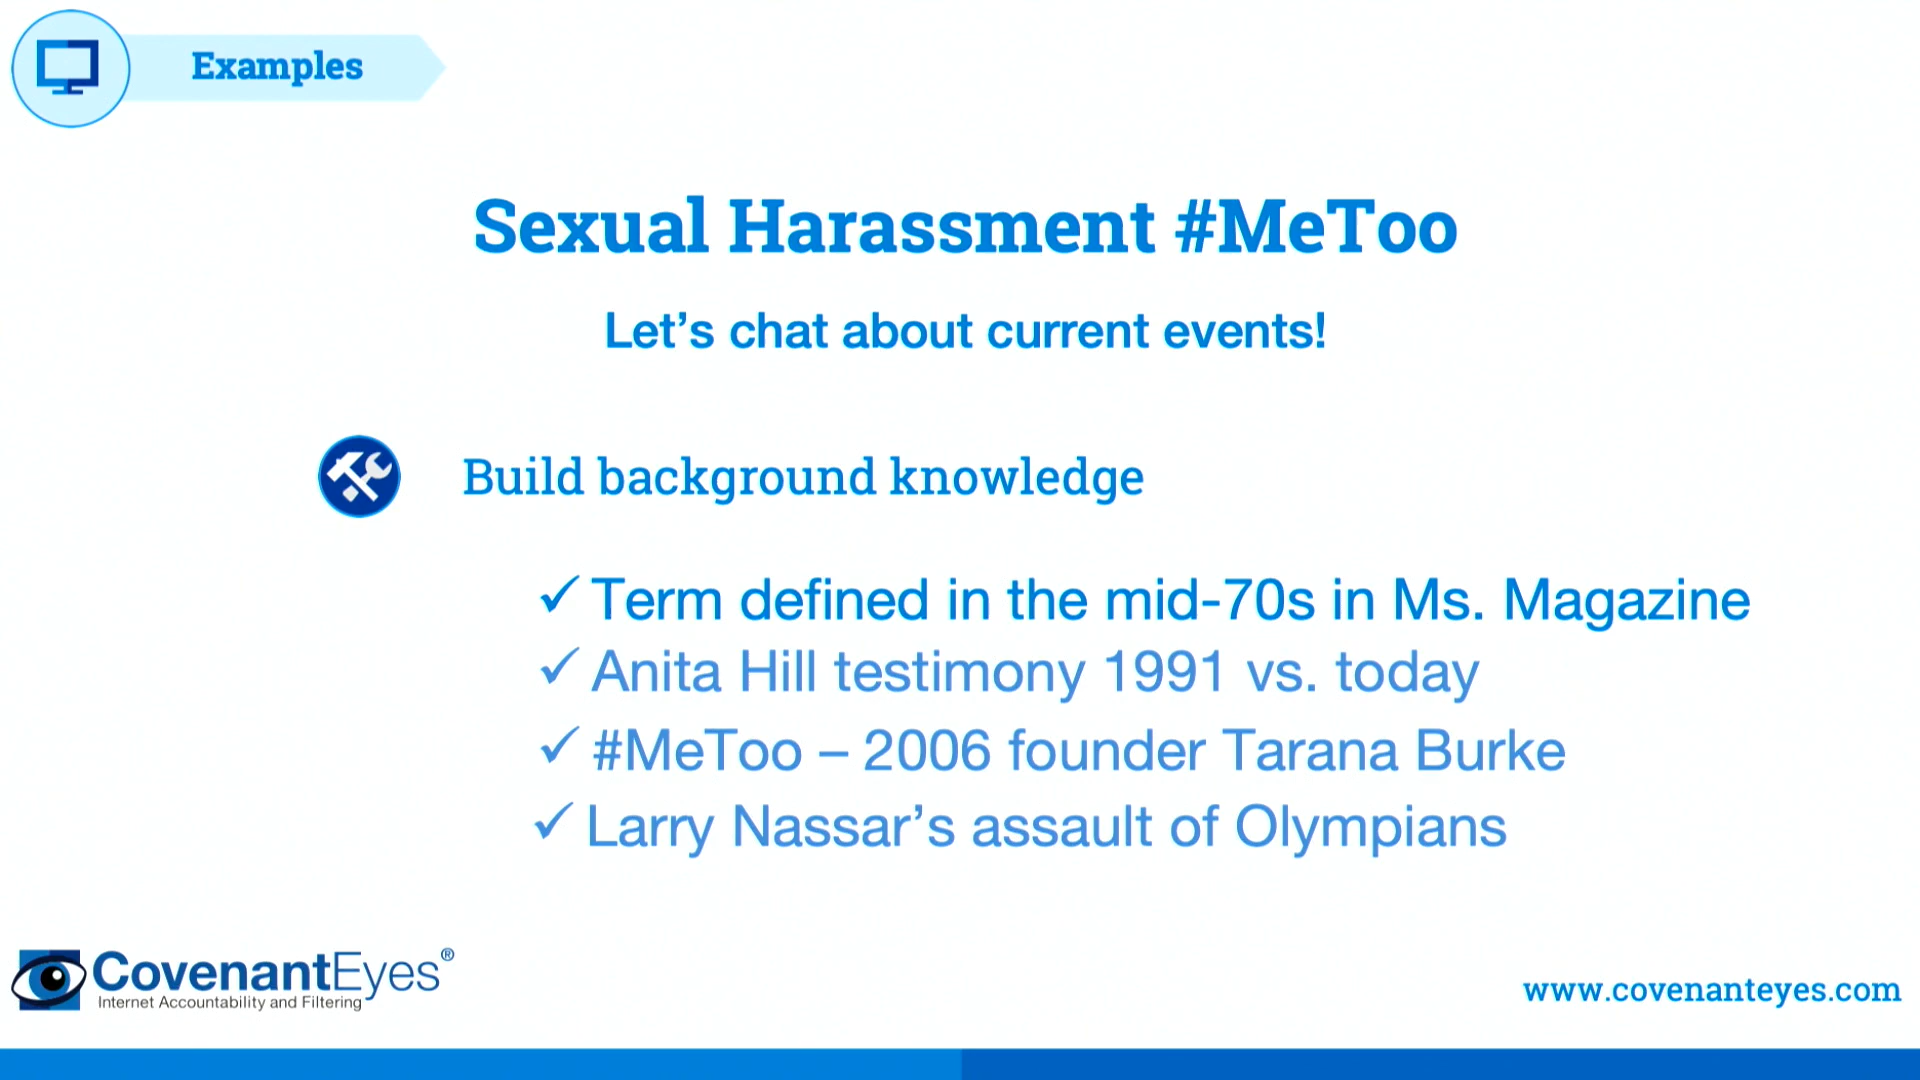 Examples
Sexual Harassment #MeToo
Let’s chat about current events!
Build background knowledge
✓ Term defined in the mid-70s in Ms. Magazine
✓ Anita Hill testimony 1991 vs. today
✓ #MeToo – 2006 founder Tarana Burke
✓ Larry Nassar’s assault of Olympians
CovenantEyes®
Internet Accountability and Filtering
www.covenanteyes.com